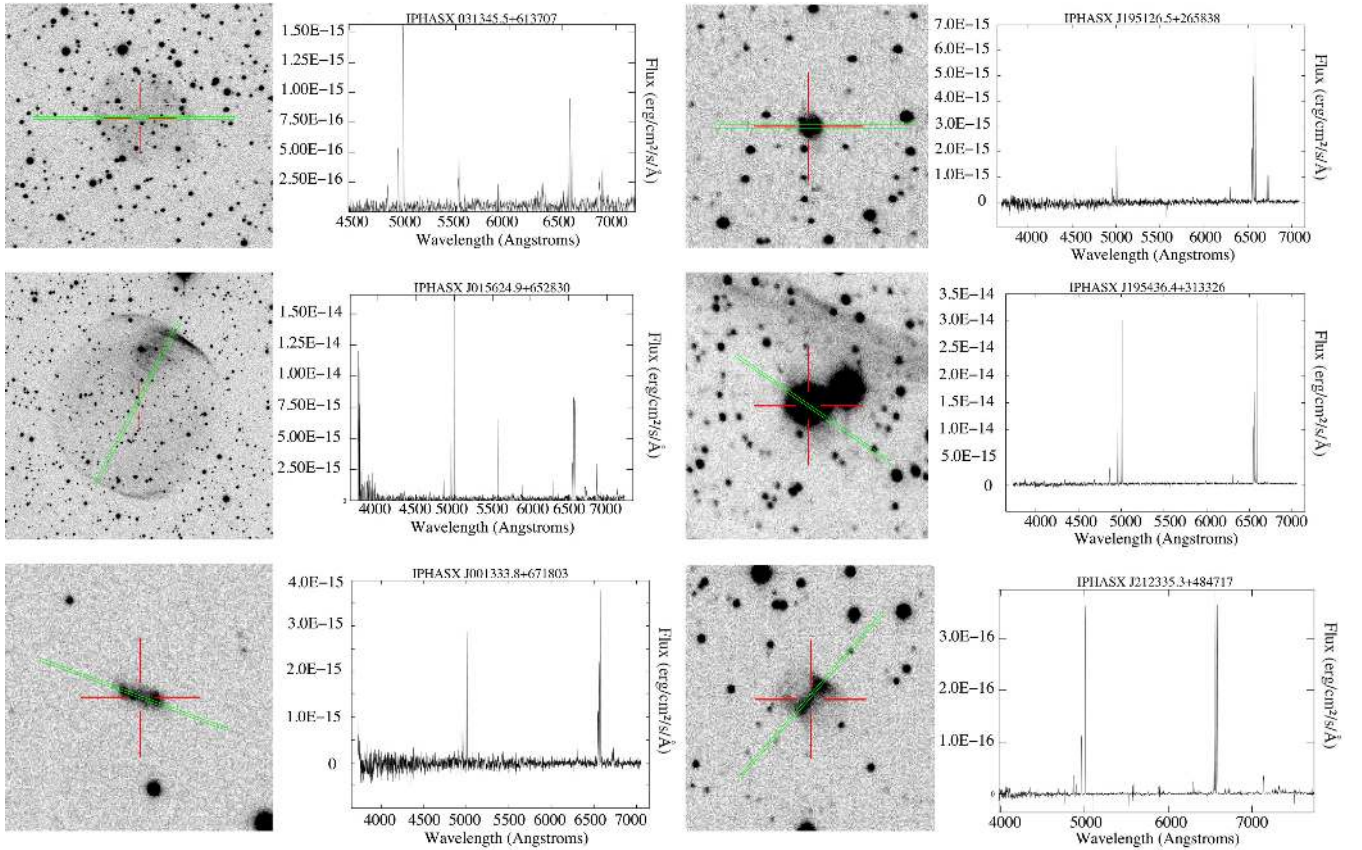 IPHASX 031345.5+613707
1.50E-15
1.25E-15
1.00E-15
7.50E-16
5.00E-16
2.50E-16
4500 5000 5500 6000 6500 7000
Wavelength (Angstroms)
Flux (erg/cm²/s/Å)
IPHASX J195126.5+265838
7.0E-15
6.0E-15
5.0E-15
4.0E-15
3.0E-15
2.0E-15
1.0E-15
0
4000 4500 5000 5500 6000 6500 7000
Wavelength (Angstroms)
Flux (erg/cm²/s/Å)
IPHASX J015624.9+652830
1.50E-14
1.25E-14
1.00E-14
7.50E-15
5.00E-15
2.50E-15
4000 4500 5000 5500 6000 6500 7000
Wavelength (Angstroms)
Flux (erg/cm²/s/Å)
IPHASX J195436.4+313326
3.5E-14
3.0E-14
2.5E-14
2.0E-14
1.5E-14
1.0E-14
5.0E-15
0
4000 4500 5000 5500 6000 6500 7000
Wavelength (Angstroms)
Flux (erg/cm²/s/Å)
IPHASX J001333.8+671803
4.0E-15
3.0E-15
2.0E-15
1.0E-15
0
4000 4500 5000 5500 6000 6500 7000
Wavelength (Angstroms)
Flux (erg/cm²/s/Å)
IPHASX J212335.3+484717
3.0E-16
2.0E-16
1.0E-16
0
4000 5000 6000 7000
Wavelength (Angstroms)
Flux (erg/cm²/s/Å)